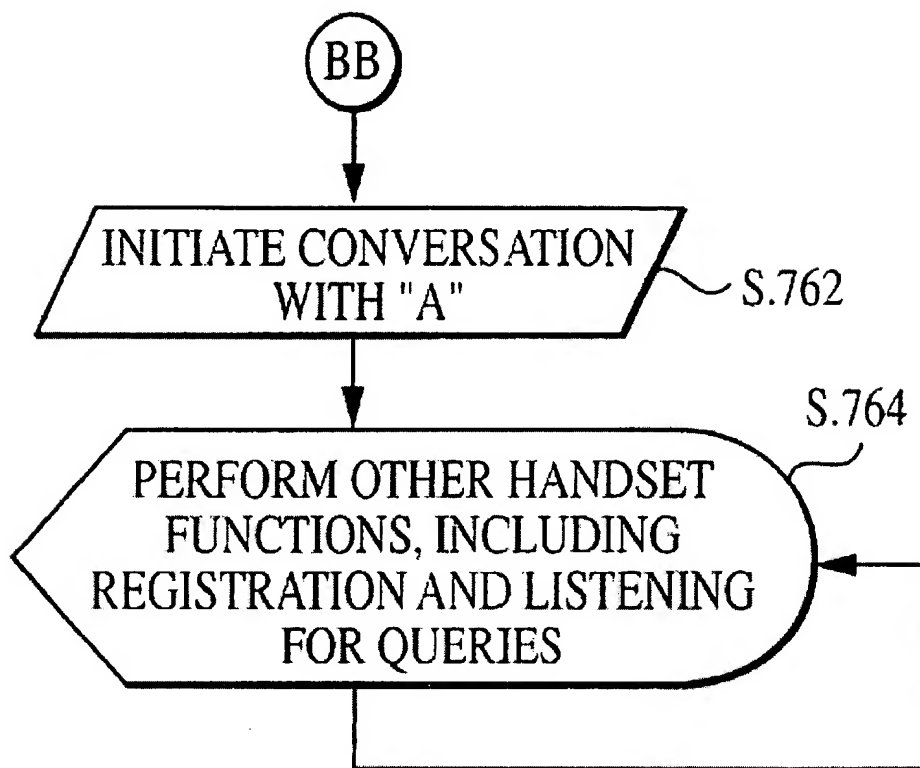 BB
INITIATE CONVERSATION
WITH "A"
S.762
S.764
PERFORM OTHER HANDSET
FUNCTIONS, INCLUDING
REGISTRATION AND LISTENING
FOR QUERIES